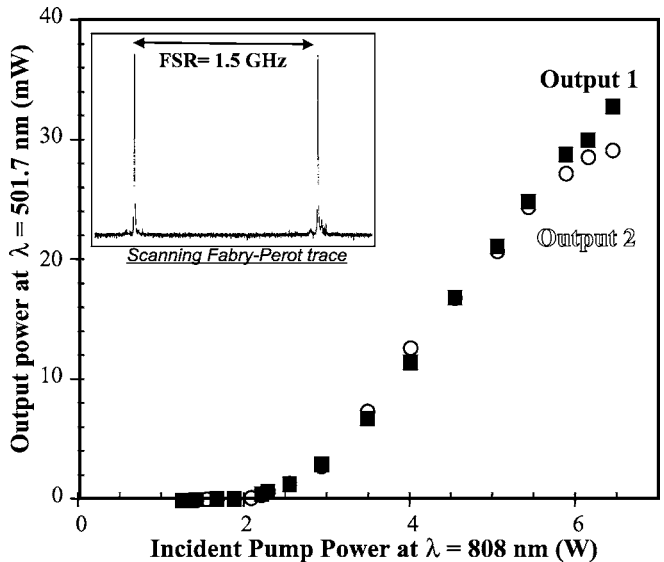 40
30
20
10
0
Output power at λ = 501.7 nm (mW)
FSR= 1.5 GHz
Scanning Fabry-Perot trace
Output 1
Output 2
0 2 4 6
Incident Pump Power at λ = 808 nm (W)